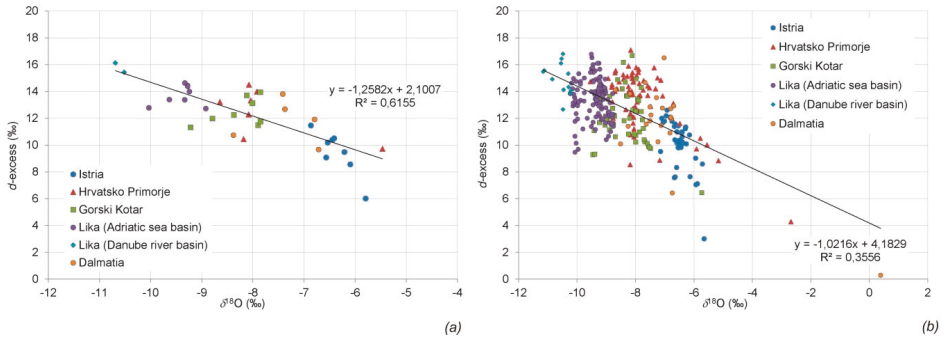 20
18
16
14
12
10
8
6
4
2
0
d-excess (‰)
y = -1,2582x + 2,1007
R² = 0,6155
Istria
Hrvatsko Primorje
Gorski Kotar
Lika (Adriatic sea basin)
Lika (Danube river basin)
Dalmatia
-12 -11 -10 -9 -8 -7 -6 -5 -4
δ¹⁸O (‰)
(a)
20
18
16
14
12
10
8
6
4
2
0
d-excess (‰)
Istria
Hrvatsko Primorje
Gorski Kotar
Lika (Adriatic sea basin)
Lika (Danube river basin)
Dalmatia
y = -1,0216x + 4,1829
R² = 0,3556
-12 -10 -8 -6 -4 -2 0 2
δ¹⁸O (‰)
(b)